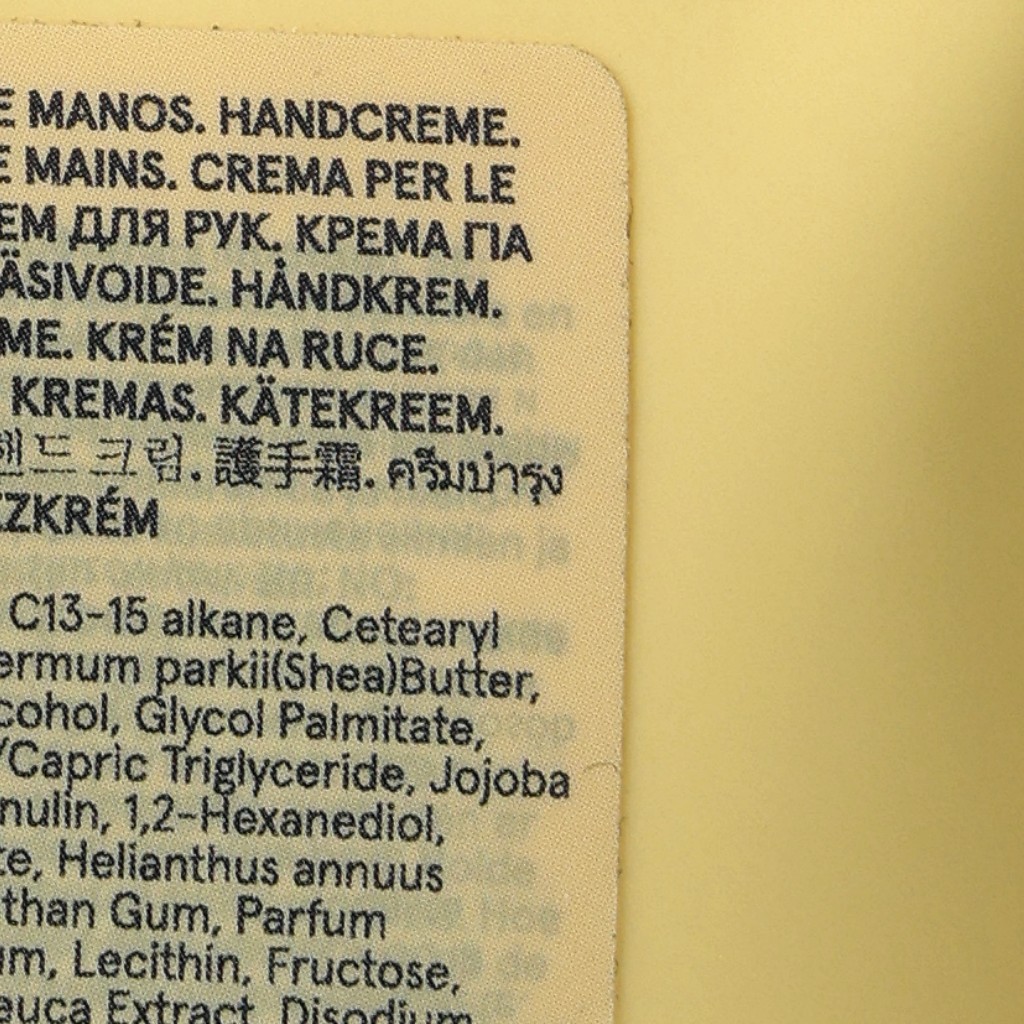 E MANOS. HANDCREME.
E MAINS. CREMA PER LE
EM ДЛЯ РУК. ΚΡΕΜΑ ΓΙΑ
ÄSIVOIDE. HÅNDKREM.
ME. KRÉM NA RUCE.
KREMAS. KÄTEKREEM.
핸드 크림. 護手霜. ครีมบำรุง
ZKRÉM
C13-15 alkane, Cetearyl
ermum parkii(Shea)Butter,
cohol, Glycol Palmitate,
/Capric Triglyceride, Jojoba
nulin, 1,2-Hexanediol,
te, Helianthus annuus
than Gum, Parfum
um, Lecithin, Fructose,
auca Extract, Disodium